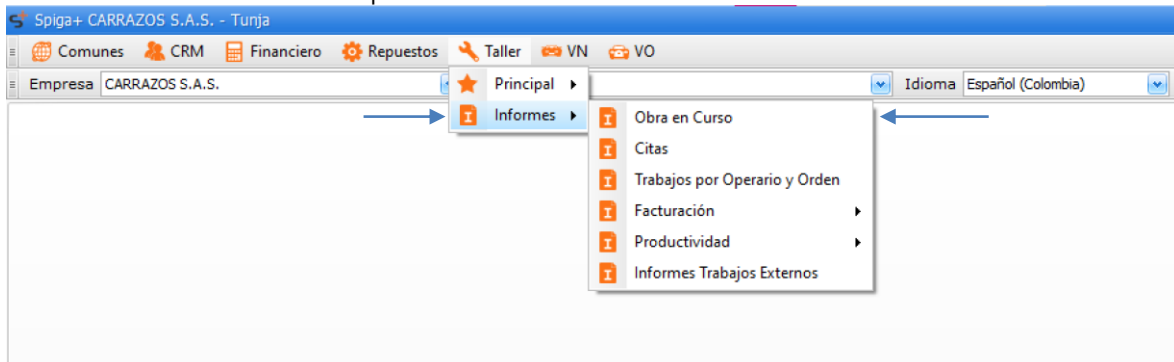 Spiga+ CARRAZOS S.A.S. - Tunja
Comunes CRM Financiero Repuestos Taller VN VO
Empresa CARRAZOS S.A.S. Idioma Español (Colombia)
Principal
Informes
Obra en Curso
Citas
Trabajos por Operario y Orden
Facturación
Productividad
Informes Trabajos Externos